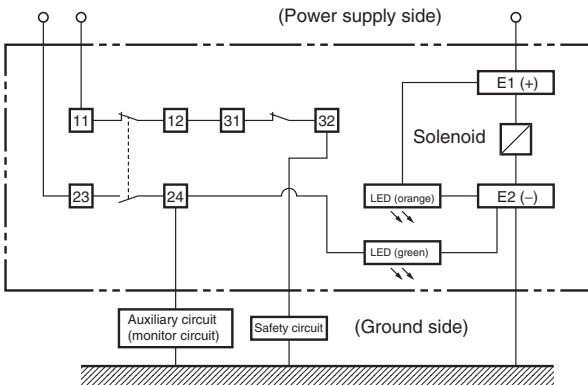 (Power supply side)
E1 (+)
11
12
31
32
Solenoid
23
24
LED (orange)
E2 (–)
LED (green)
Auxiliary circuit
(monitor circuit)
Safety circuit
(Ground side)